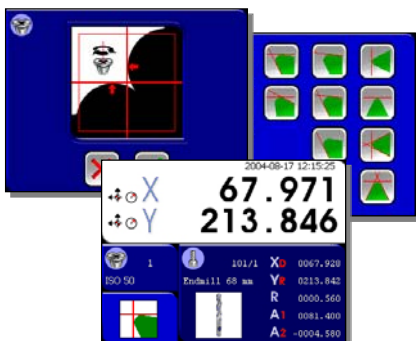 2004-08-17 12:15:25
X 67.971
Y 213.846
1
ISO 50
101/1
Endmill 68 mm
XD 0067.928
YR 0213.842
R 0000.560
A1 0081.400
A2 -0004.580